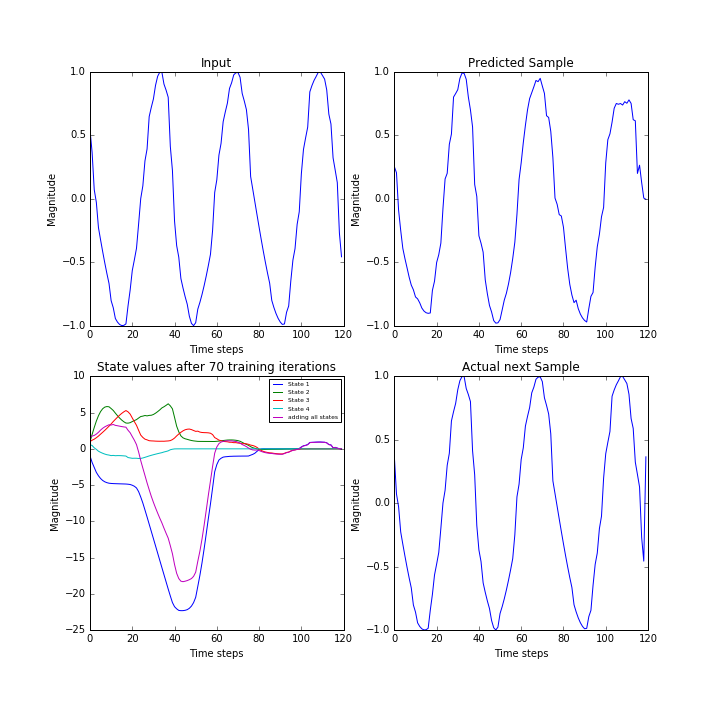 Input
Magnitude
1.0
0.5
0.0
−0.5
−1.0
0 20 40 60 80 100 120
Time steps
Predicted Sample
Magnitude
1.0
0.5
0.0
−0.5
−1.0
0 20 40 60 80 100 120
Time steps
State values after 70 training iterations
Magnitude
10
5
0
−5
−10
−15
−20
−25
State 1
State 2
State 3
State 4
adding all states
0 20 40 60 80 100 120
Time steps
Actual next Sample
Magnitude
1.0
0.5
0.0
−0.5
−1.0
0 20 40 60 80 100 120
Time steps